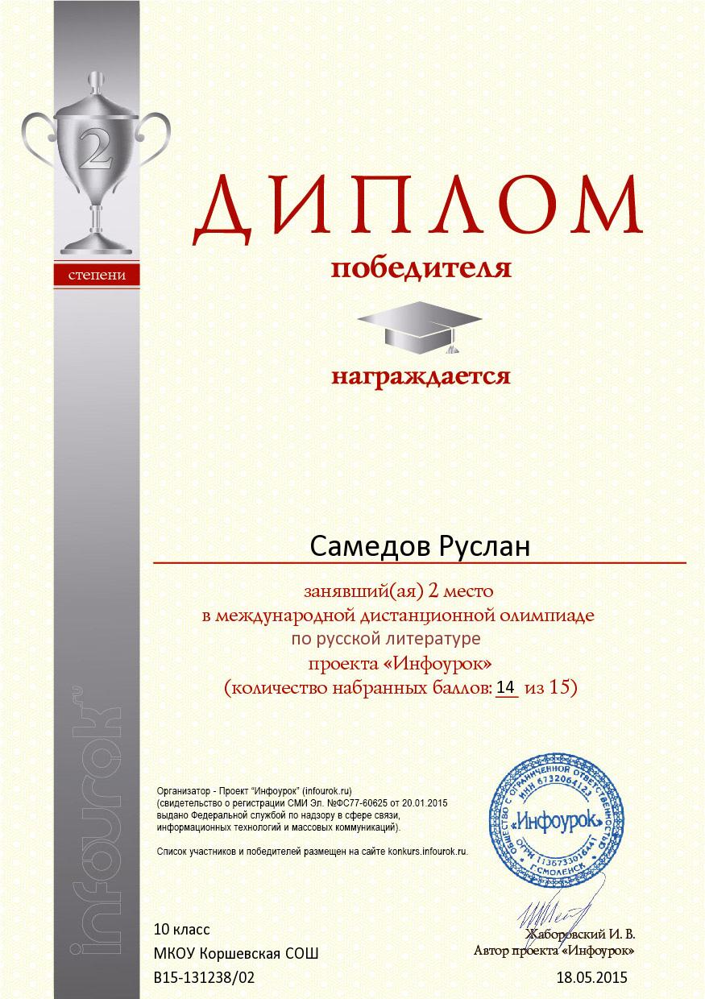 2
степени
ДИПЛОМ
победителя
награждается
Самедов Руслан
занявший(ая) 2 место
в международной дистанционной олимпиаде
по русской литературе
проекта «Инфоурок»
(количество набранных баллов: 14 из 15)
infourok.ru
Организатор - Проект “Инфоурок” (infourok.ru)
(свидетельство о регистрации СМИ Эл. №ФС77-60625 от 20.01.2015
выдано Федеральной службой по надзору в сфере связи,
информационных технологий и массовых коммуникаций).
Список участников и победителей размещен на сайте konkurs.infourok.ru.
ОБЩЕСТВО С ОГРАНИЧЕННОЙ ОТВЕТСТВЕННОСТЬЮ
ИНН 6732064123
«Инфоурок»
ОГРН 1136733016441
Г.СМОЛЕНСК
10 класс
МКОУ Коршевская СОШ
В15-131238/02
Жаборовский И. В.
Автор проекта «Инфоурок»
18.05.2015